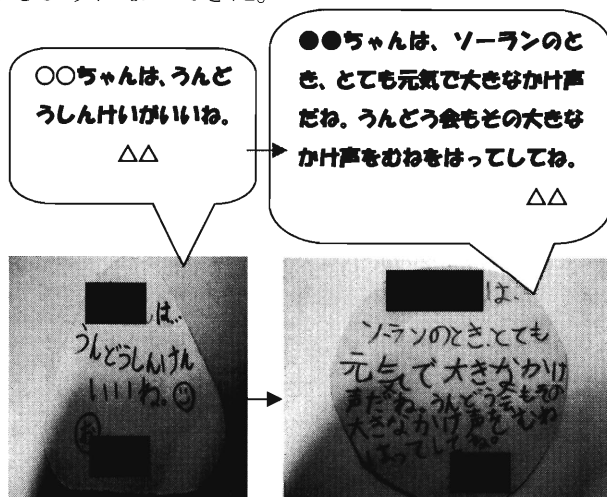 ○○ちゃんは、うんど
うしんけいがいいね。
△△
●●ちゃんは、ソーランのと
き、とても元気で大きなかけ声
だね。うんどう会もその大きな
かけ声をむねをはってしてね。
△△
は、
うんどうしんけん
いいね。
お
は、
ソーランのとき、とても
元気で大きなかけ
声だね。うんどう会もその
大きなかけ声をむね
はってしてね。